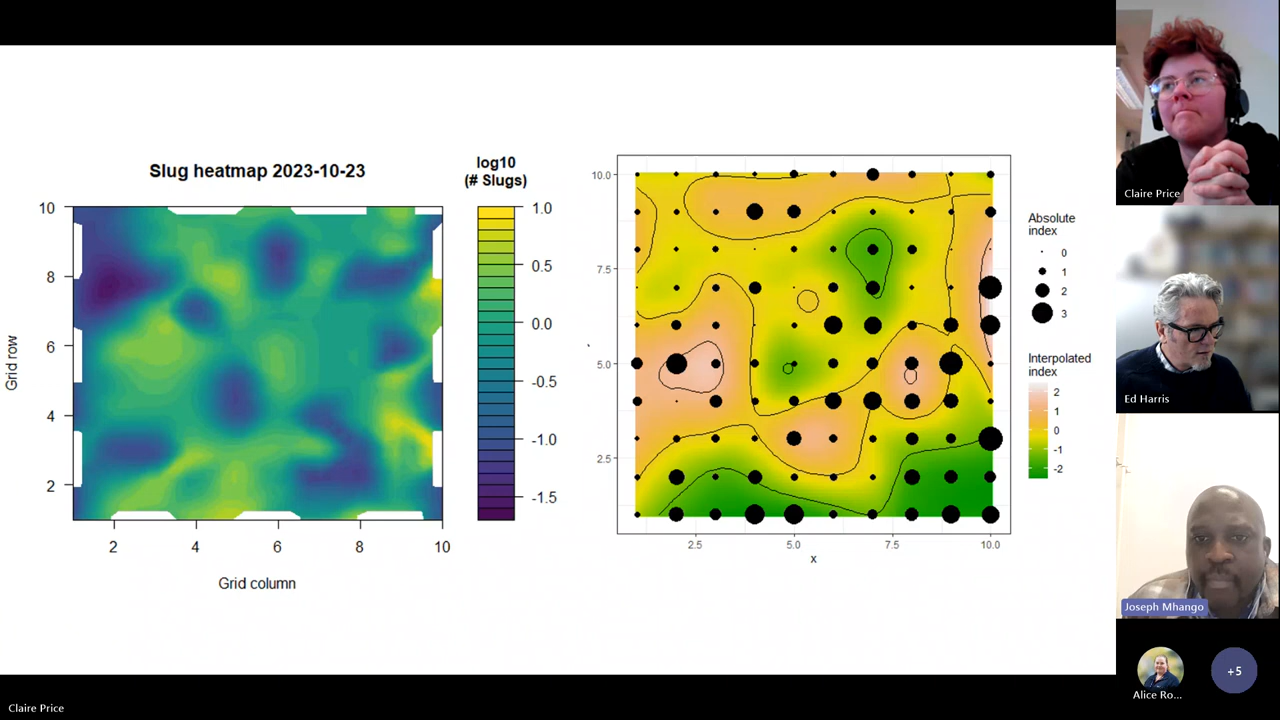 Slug heatmap 2023-10-23
log10
(# Slugs)
10
8
6
4
2
2
4
6
8
10
Grid row
Grid column
1.0
0.5
0.0
-0.5
-1.0
-1.5
10.0
7.5
5.0
2.5
2.5
5.0
7.5
10.0
x
Absolute
index
0
1
2
3
Interpolated
index
2
1
0
-1
-2
Claire Price
Ed Harris
Joseph Mhango
Alice Ro...
+5
Claire Price